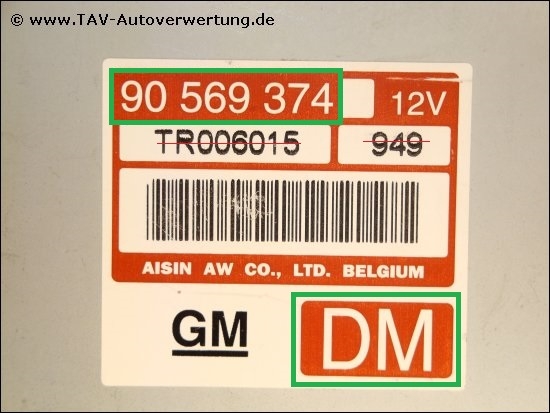 © www.TAV-Autoverwertung.de
90 569 374 12V
TR006015 949
AISIN AW CO., LTD. BELGIUM
GM DM